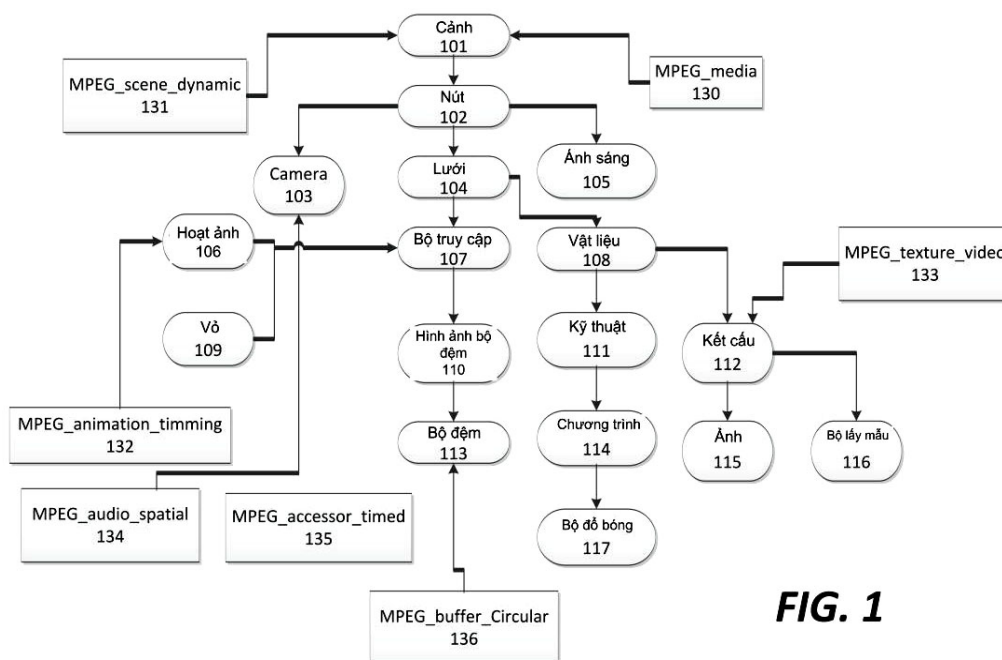 Cảnh
101
MPEG_scene_dynamic
131
MPEG_media
130
Nút
102
Camera
103
Lưới
104
Ánh sáng
105
Hoạt ảnh
106
Bộ truy cập
107
Vật liệu
108
MPEG_texture_video
133
Vỏ
109
Hình ảnh bộ
đệm
110
Kỹ thuật
111
Kết cấu
112
MPEG_animation_timming
132
Bộ đệm
113
Chương trình
114
Ảnh
115
Bộ lấy mẫu
116
MPEG_audio_spatial
134
MPEG_accessor_timed
135
Bộ đổ bóng
117
MPEG_buffer_Circular
136
FIG. 1